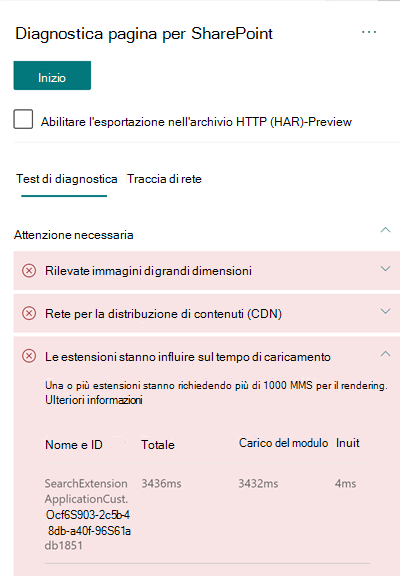 Diagnostica pagina per SharePoint
...
Inizio
Abilitare l'esportazione nell'archivio HTTP (HAR)-Preview
Test di diagnostica Traccia di rete
Attenzione necessaria
Rilevate immagini di grandi dimensioni
Rete per la distribuzione di contenuti (CDN)
Le estensioni stanno influire sul tempo di caricamento
Una o più estensioni stanno richiedendo più di 1000 MMS per il rendering.
Ulteriori informazioni
Nome e ID Totale Carico del modulo Inuit
SearchExtension 3436ms 3432ms 4ms
ApplicationCust.
Ocf6S903-2c5b-4
8db-a40f-96S61a
db1851